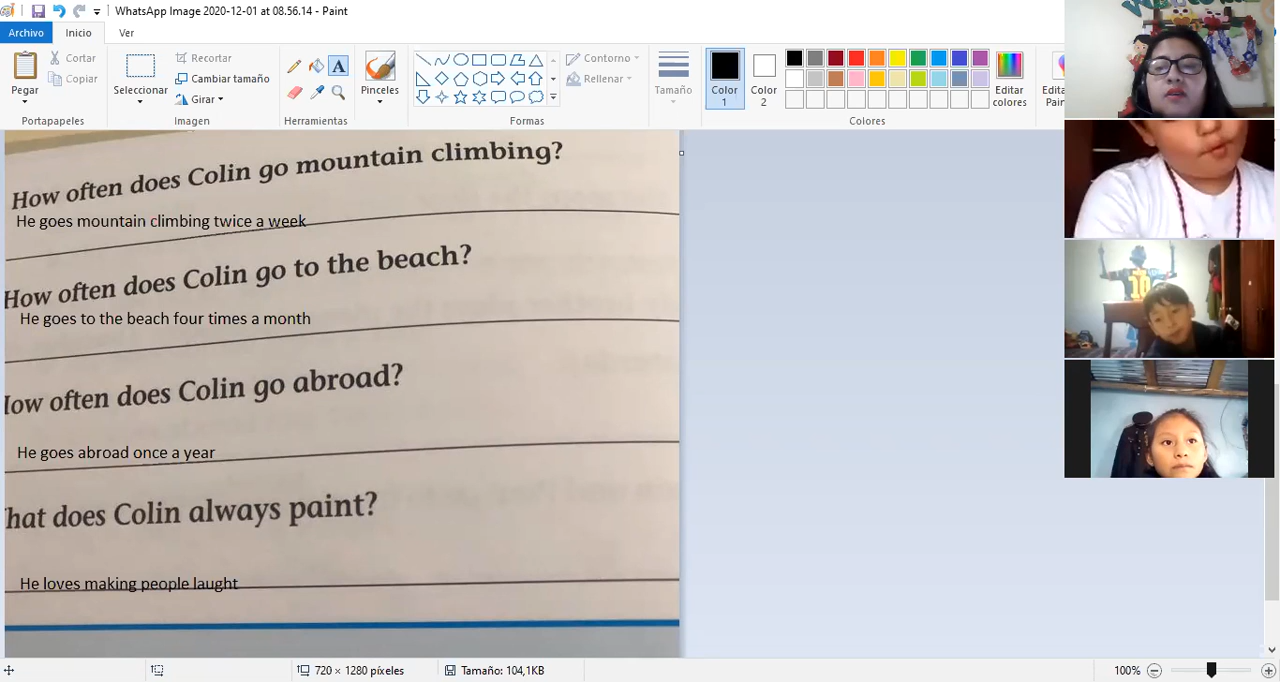 WhatsApp Image 2020-12-01 at 08.56.14 - Paint
Archivo Inicio Ver
Pegar
Cortar
Copiar
Portapapeles
Seleccionar
Recortar
Cambiar tamaño
Girar
Imagen
A
Herramientas
Pinceles
Contorno
Rellenar
Formas
Tamaño
Color 1
Color 2
Editar colores
Colores
How often does Colin go mountain climbing?
He goes mountain climbing twice a week
How often does Colin go to the beach?
He goes to the beach four times a month
ow often does Colin go abroad?
He goes abroad once a year
hat does Colin always paint?
He loves making people laught
720 × 1280 píxeles
Tamaño: 104,1KB
100%